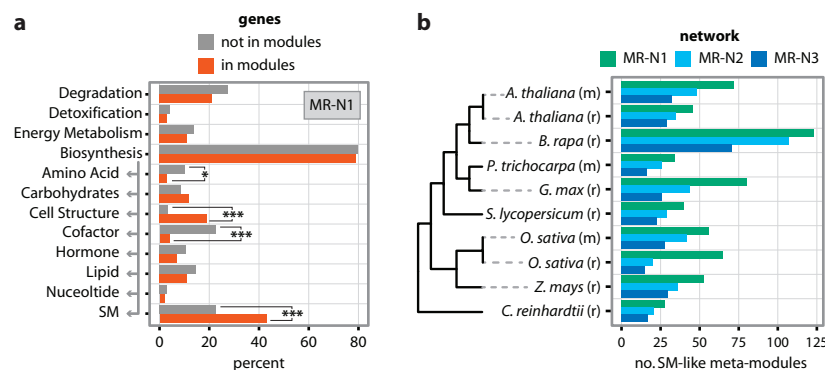 a
genes
not in modules
in modules
MR-N1
Degradation
Detoxification
Energy Metabolism
Biosynthesis
Amino Acid
Carbohydrates
Cell Structure
Cofactor
Hormone
Lipid
Nuceoltide
SM
*
***
***
***
0 20 40 60 80
percent
b
network
MR-N1 MR-N2 MR-N3
A. thaliana (m)
A. thaliana (r)
B. rapa (r)
P. trichocarpa (m)
G. max (r)
S. lycopersicum (r)
O. sativa (m)
O. sativa (r)
Z. mays (r)
C. reinhardtii (r)
0 25 50 75 100 125
no. SM-like meta-modules